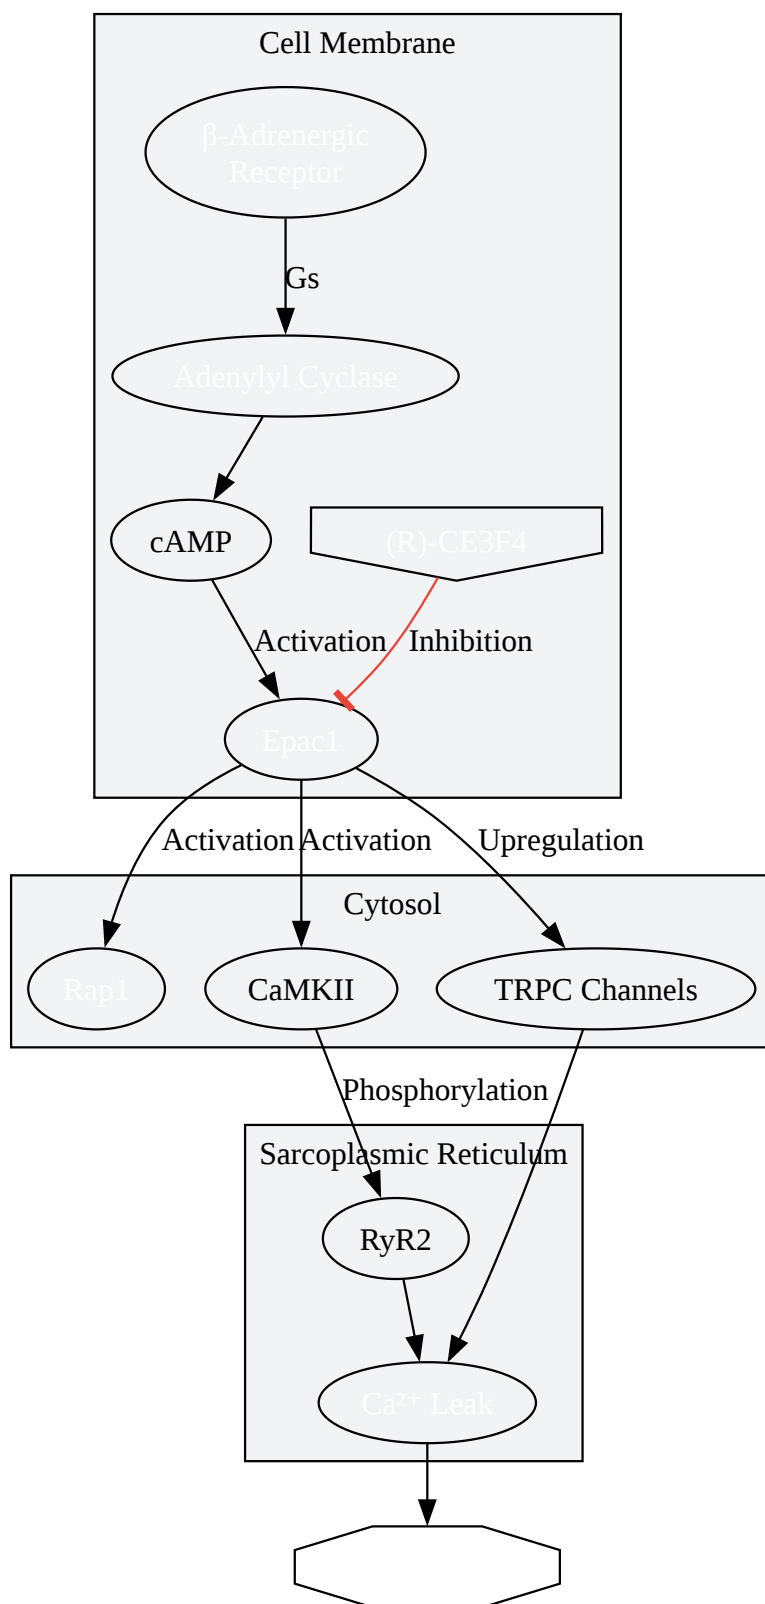 Cell Membrane
β-Adrenergic
Receptor
Gs
Adenylyl Cyclase
cAMP
(R)-CE3F4
Activation
Inhibition
Epac1
Activation
Activation
Upregulation
Cytosol
Rap1
CaMKII
TRPC Channels
Phosphorylation
Sarcoplasmic Reticulum
RyR2
Ca²⁺ Leak